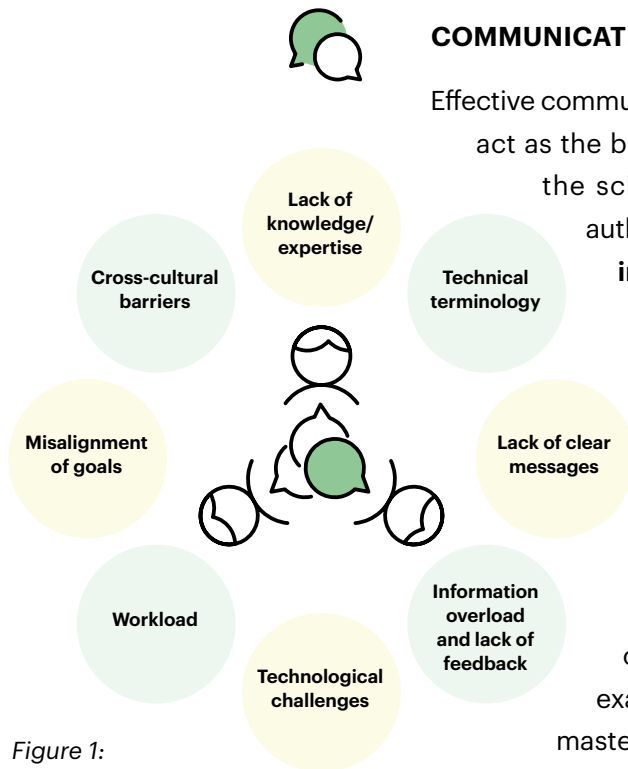 COMMUNICAT
Effective commu
act as the b
the sci
auth
Lack of
knowledge/
expertise
Cross-cultural
barriers
Technical
terminology
Misalignment
of goals
Lack of clear
messages
Workload
Information
overload
and lack of
feedback
Technological
challenges
exa
maste
Figure 1: